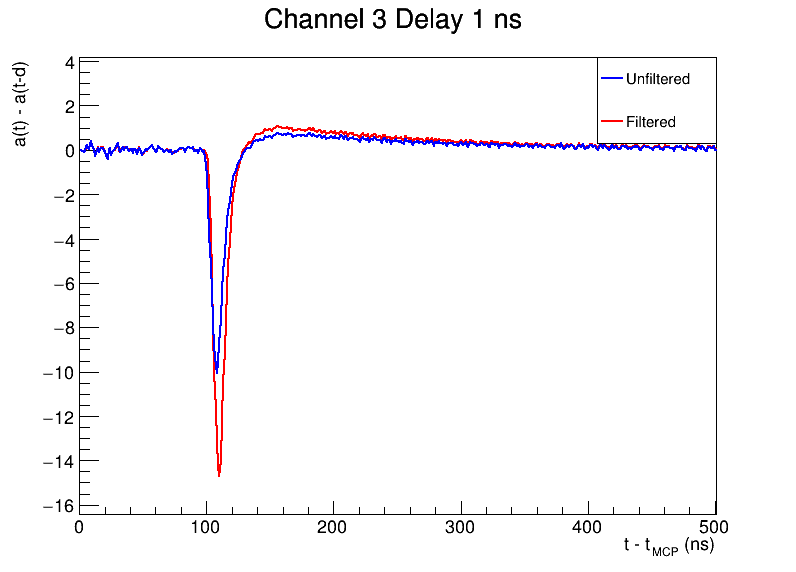 Channel 3 Delay 1 ns
a(t) - a(t-d)
4
2
0
−2
−4
−6
−8
−10
−12
−14
−16
Unfiltered
Filtered
0 100 200 300 400 500
t - t_MCP (ns)